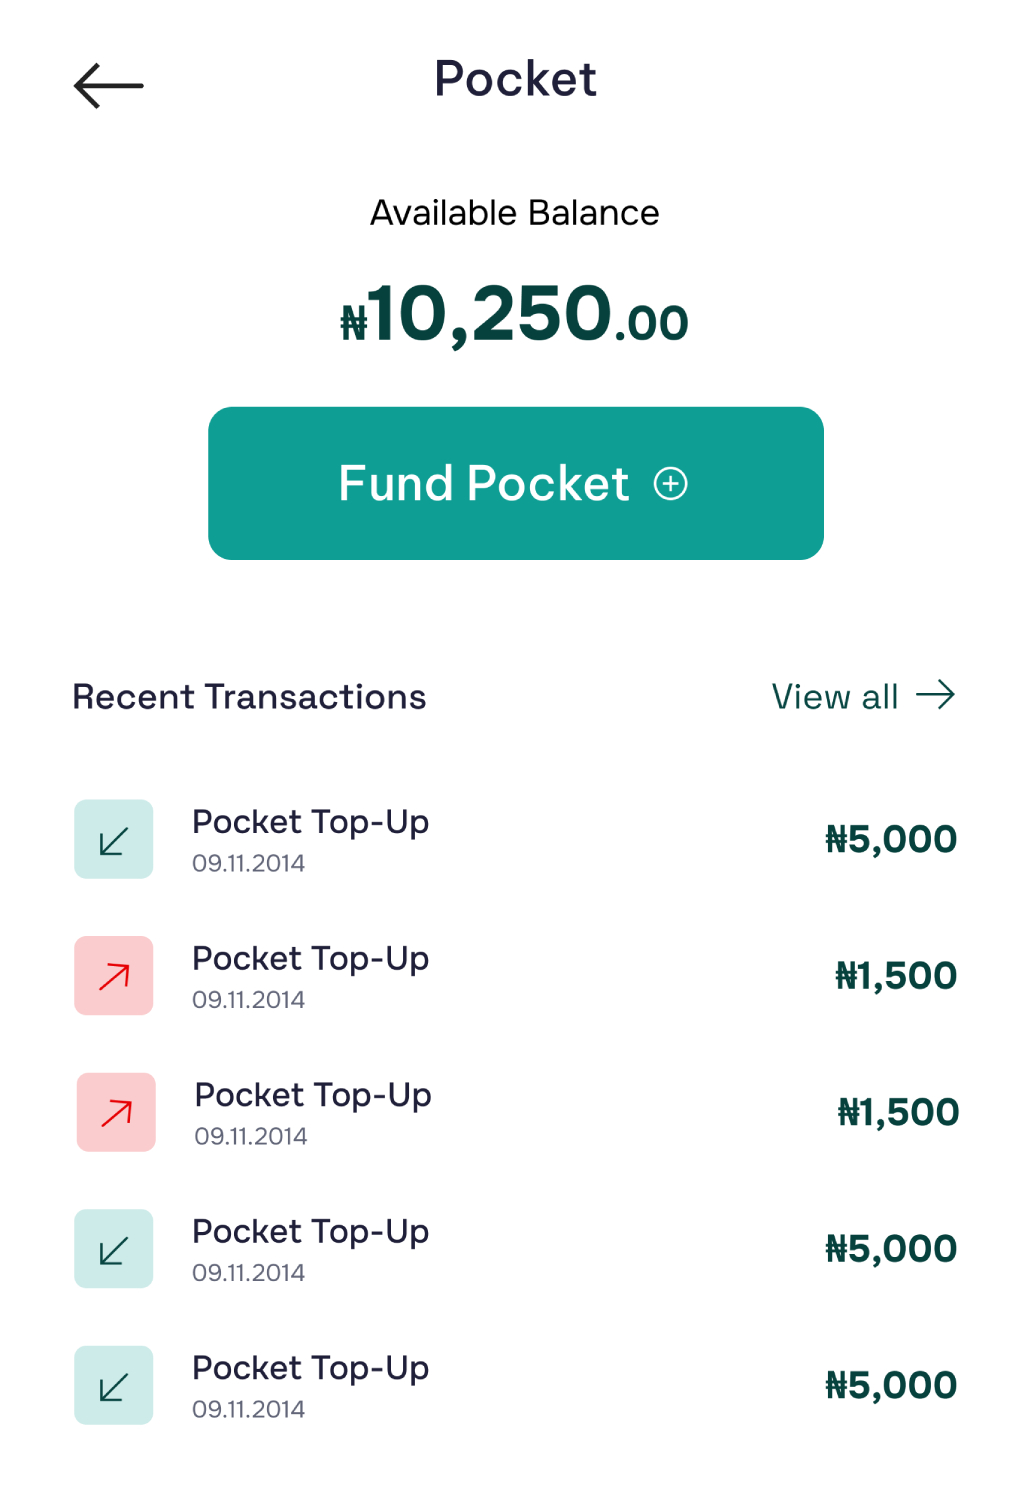 Pocket
Available Balance
₦10,250.00
Fund Pocket
Recent Transactions
View all
Pocket Top-Up
09.11.2014
₦5,000
Pocket Top-Up
09.11.2014
₦1,500
Pocket Top-Up
09.11.2014
₦1,500
Pocket Top-Up
09.11.2014
₦5,000
Pocket Top-Up
09.11.2014
₦5,000